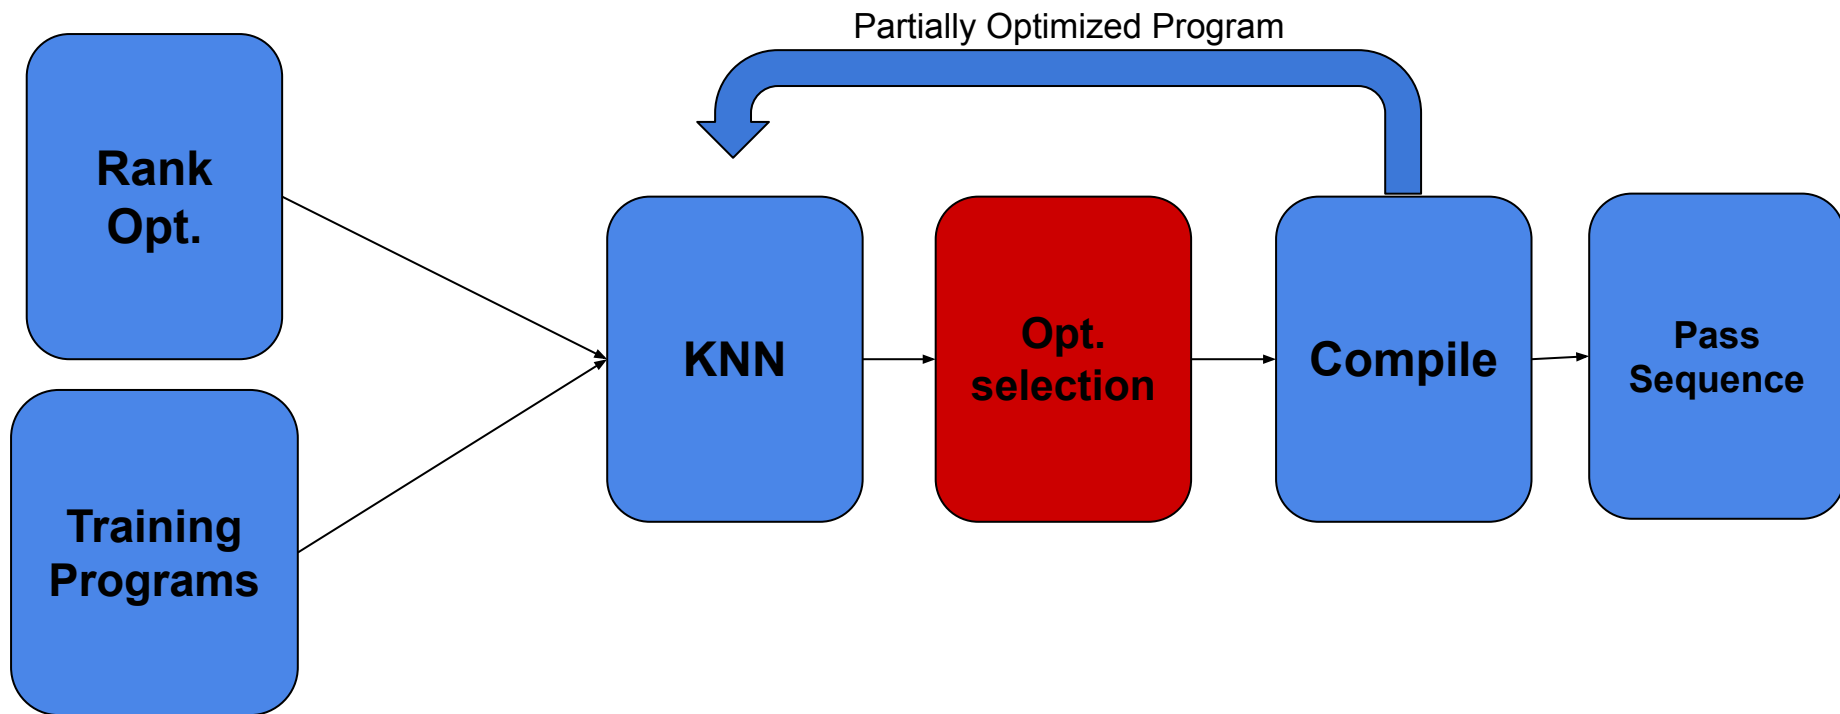 Partially Optimized Program
Rank
Opt.
Training
Programs
KNN
Opt.
selection
Compile
Pass
Sequence